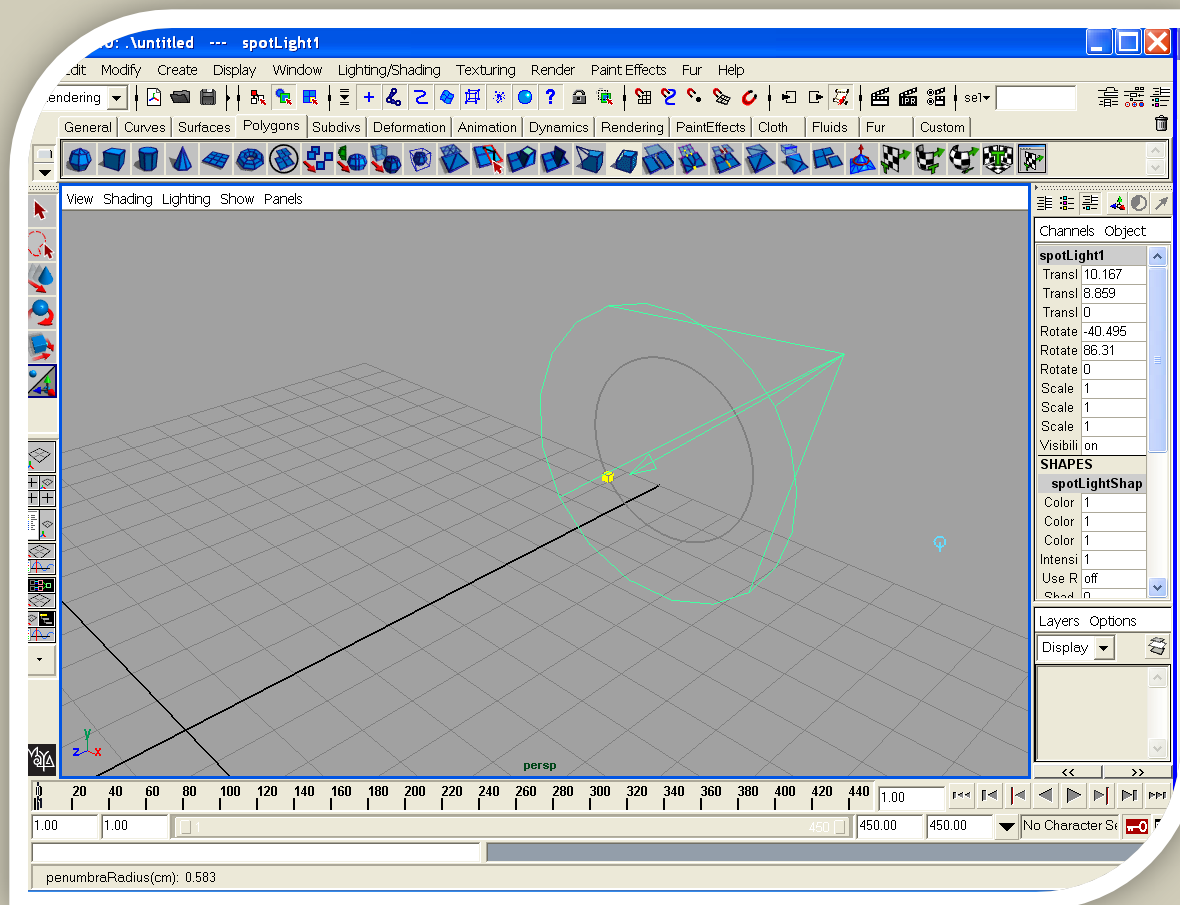 .\untitled --- spotLight1
Edit Modify Create Display Window Lighting/Shading Texturing Render Paint Effects Fur Help
endering sel
General Curves Surfaces Polygons Subdivs Deformation Animation Dynamics Rendering PaintEffects Cloth Fluids Fur Custom
View Shading Lighting Show Panels
Channels Object
spotLight1
Transl 10.167
Transl 8.859
Transl 0
Rotate -40.495
Rotate 86.31
Rotate 0
Scale 1
Scale 1
Scale 1
Visibili on
SHAPES
spotLightShap
Color 1
Color 1
Color 1
Intensi 1
Use R off
Shad 0
Layers Options
Display
y
z x
persp
MAYA
<< >>
0 20 40 60 80 100 120 140 160 180 200 220 240 260 280 300 320 340 360 380 400 420 440 1.00
1.00 1.00 1 450 450.00 450.00 No Character Se
penumbraRadius(cm): 0.583